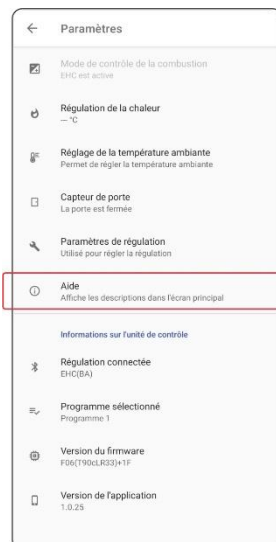 Paramètres
Mode de contrôle de la combustion
EHC est active
Régulation de la chaleur
-- °C
Réglage de la température ambiante
Permet de régler la température ambiante
Capteur de porte
La porte est fermée
Paramètres de régulation
Utilisé pour régler la régulation
Aide
Affiche les descriptions dans l'écran principal
Informations sur l'unité de contrôle
Régulation connectée
EHC(BA)
Programme sélectionné
Programme 1
Version du firmware
F06(T90cLR33)+1F
Version de l'application
1.0.25